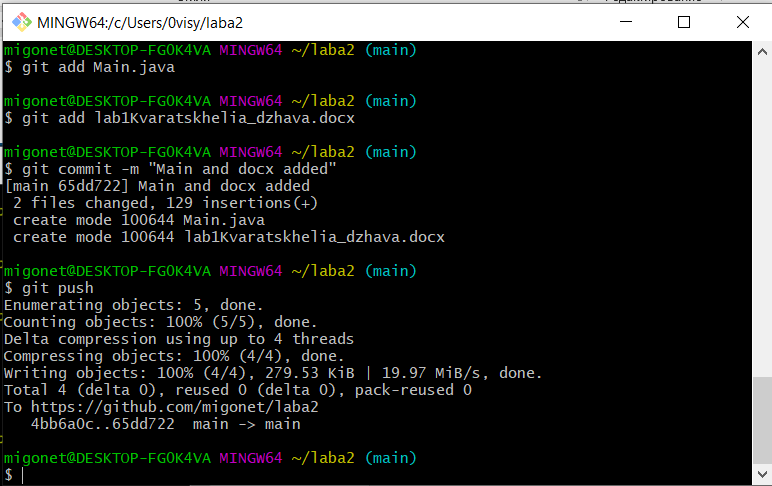 MINGW64:/c/Users/0visy/laba2
migonet@DESKTOP-FG0K4VA MINGW64 ~/laba2 (main)
$ git add Main.java
migonet@DESKTOP-FG0K4VA MINGW64 ~/laba2 (main)
$ git add lab1Kvaratskhelia_dzhava.docx
migonet@DESKTOP-FG0K4VA MINGW64 ~/laba2 (main)
$ git commit -m "Main and docx added"
[main 65dd722] Main and docx added
 2 files changed, 129 insertions(+)
 create mode 100644 Main.java
 create mode 100644 lab1Kvaratskhelia_dzhava.docx
migonet@DESKTOP-FG0K4VA MINGW64 ~/laba2 (main)
$ git push
Enumerating objects: 5, done.
Counting objects: 100% (5/5), done.
Delta compression using up to 4 threads
Compressing objects: 100% (4/4), done.
Writing objects: 100% (4/4), 279.53 KiB | 19.97 MiB/s, done.
Total 4 (delta 0), reused 0 (delta 0), pack-reused 0
To https://github.com/migonet/laba2
   4bb6a0c..65dd722  main -> main
migonet@DESKTOP-FG0K4VA MINGW64 ~/laba2 (main)
$